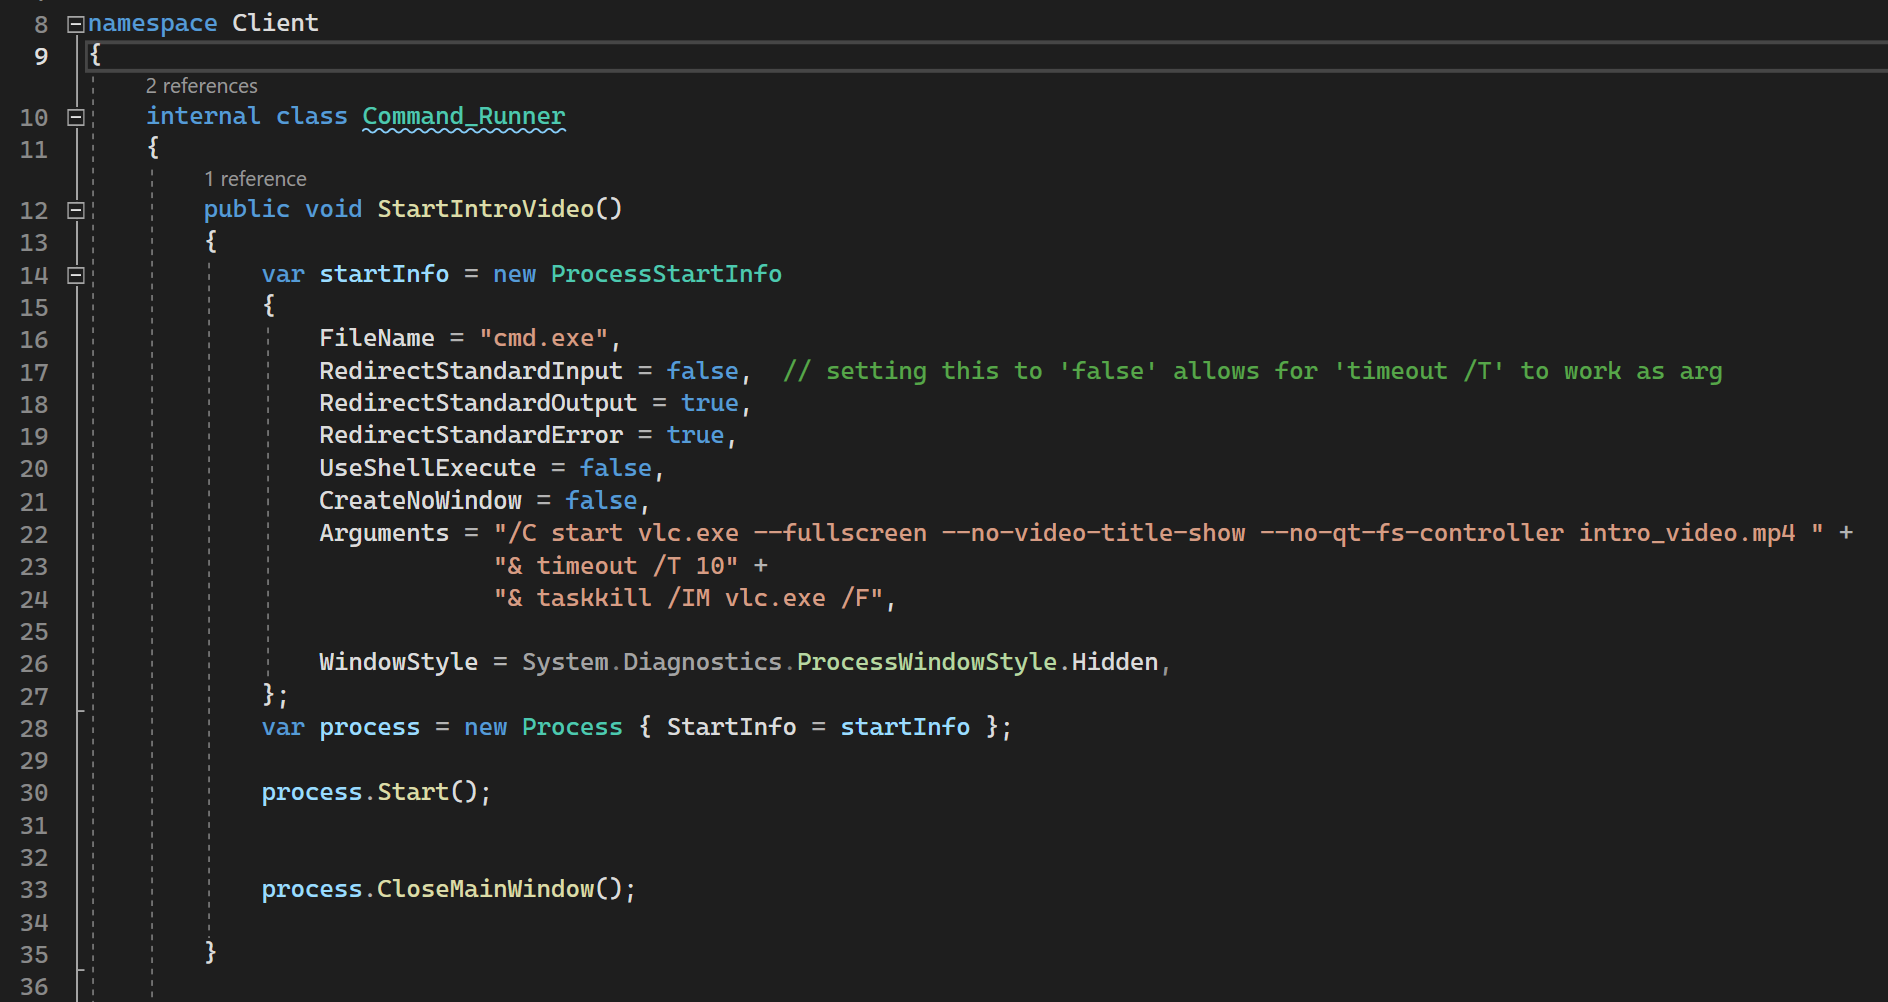 8 namespace Client
9 {
2 references
10 internal class Command_Runner
11 {
1 reference
12 public void StartIntroVideo()
13 {
14 var startInfo = new ProcessStartInfo
15 {
16 FileName = "cmd.exe",
17 RedirectStandardInput = false,  // setting this to 'false' allows for 'timeout /T' to work as arg
18 RedirectStandardOutput = true,
19 RedirectStandardError = true,
20 UseShellExecute = false,
21 CreateNoWindow = false,
22 Arguments = "/C start vlc.exe --fullscreen --no-video-title-show --no-qt-fs-controller intro_video.mp4 " +
23 "& timeout /T 10" +
24 "& taskkill /IM vlc.exe /F",
25
26 WindowStyle = System.Diagnostics.ProcessWindowStyle.Hidden,
27 };
28 var process = new Process { StartInfo = startInfo };
29
30 process.Start();
31
32
33 process.CloseMainWindow();
34
35 }
36